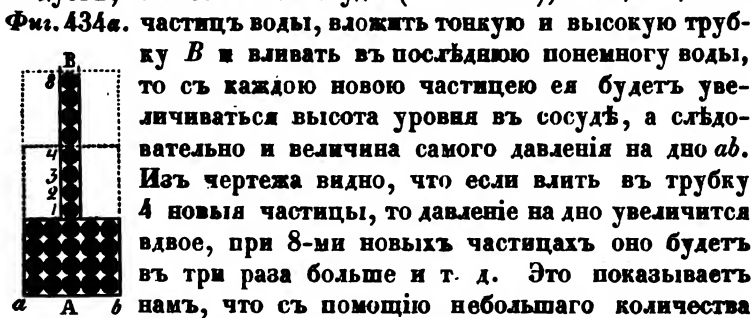 Фиг. 434а. частицъ воды, вложить тонкую и высокую труб-
ку B и вливать въ послѣднюю понемногу воды,
то съ каждою новою частицею ея будетъ уве-
личиваться высота уровня въ сосудѣ, а слѣдо-
вательно и величина самого давленія на дно ab.
Изъ чертежа видно, что если влить въ трубку
4 новыя частицы, то давленіе на дно увеличится
вдвое, при 8-ми новыхъ частицахъ оно будетъ
въ три раза больше и т. д. Это показываетъ
намъ, что съ помощію небольшаго количества
B
8
4
3
2
1
a A b